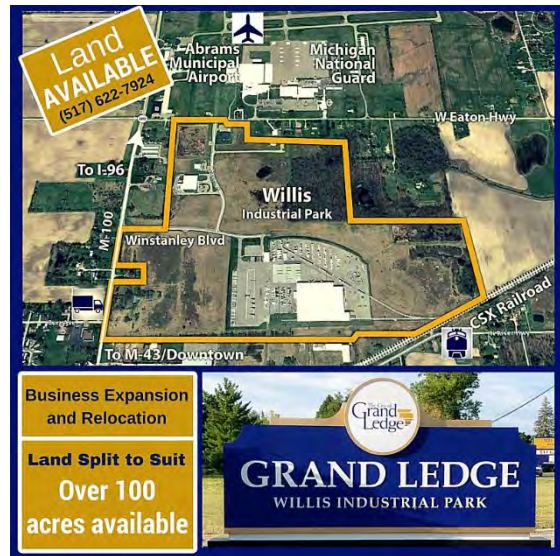 Land
AVAILABLE
(517) 622-7924
Abrams
Municipal
Airport
Michigan
National
Guard
W Eaton Hwy
To I-96
M-100
Willis
Industrial Park
Winstanley Blvd
CSX Railroad
To M-43/Downtown
Business Expansion
and Relocation
Land Split to Suit
Over 100
acres available
The City of
Grand
Ledge
GRAND LEDGE
WILLIS INDUSTRIAL PARK